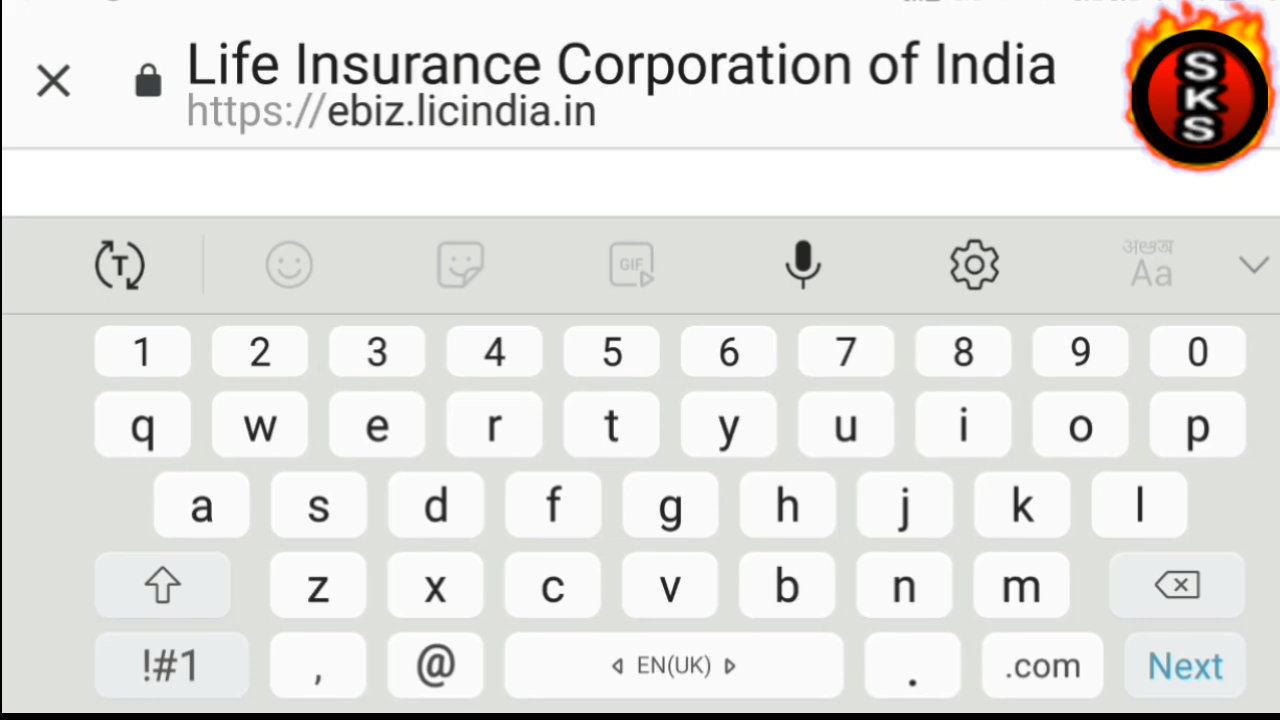 Life Insurance Corporation of India
https://ebiz.licindia.in
SKS
T
GIF
Aa
1 2 3 4 5 6 7 8 9 0
q w e r t y u i o p
a s d f g h j k l
z x c v b n m
!#1 , @ EN(UK) . .com Next